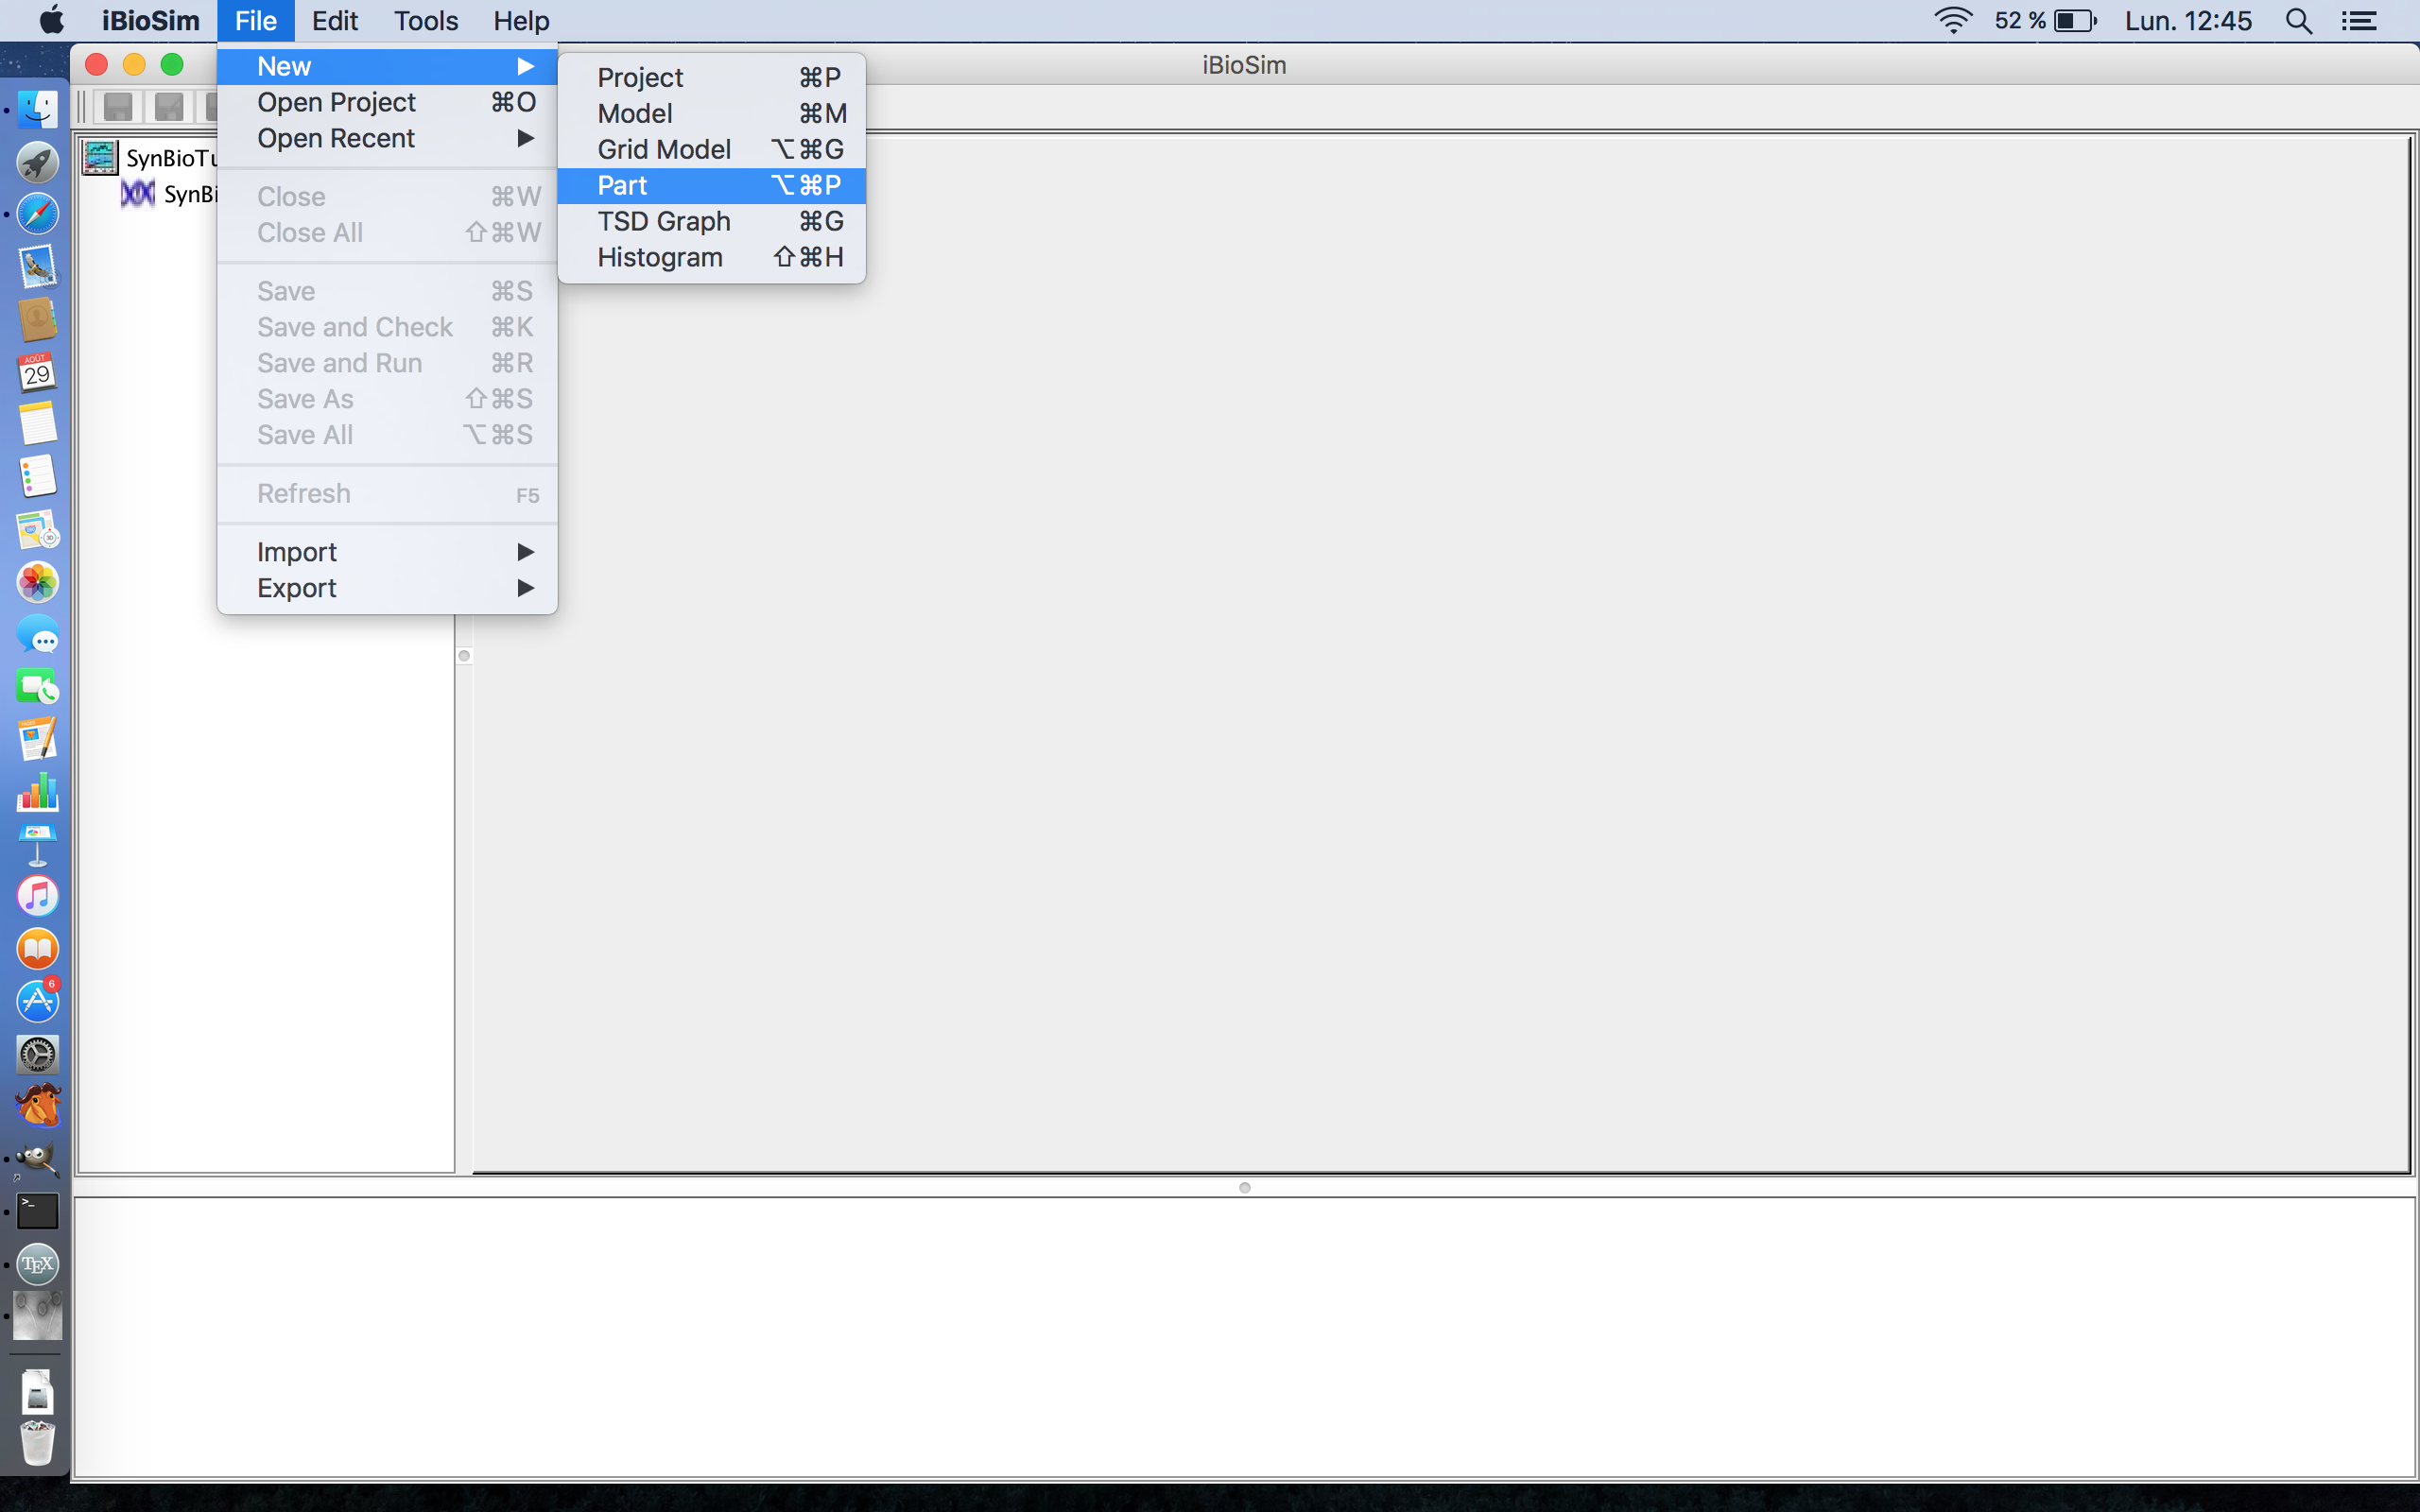 iBioSim File Edit Tools Help 52 % Lun. 12:45
iBioSim
New
Open Project ⌘O
Open Recent
Close ⌘W
Close All ⇧⌘W
Save ⌘S
Save and Check ⌘K
Save and Run ⌘R
Save As ⇧⌘S
Save All ⌥⌘S
Refresh F5
Import
Export
Project ⌘P
Model ⌘M
Grid Model ⌥⌘G
Part ⌥⌘P
TSD Graph ⌘G
Histogram ⇧⌘H
SynBioTu
SynBi
AOÛT
29
3D
PAGES
6
>_
TEX